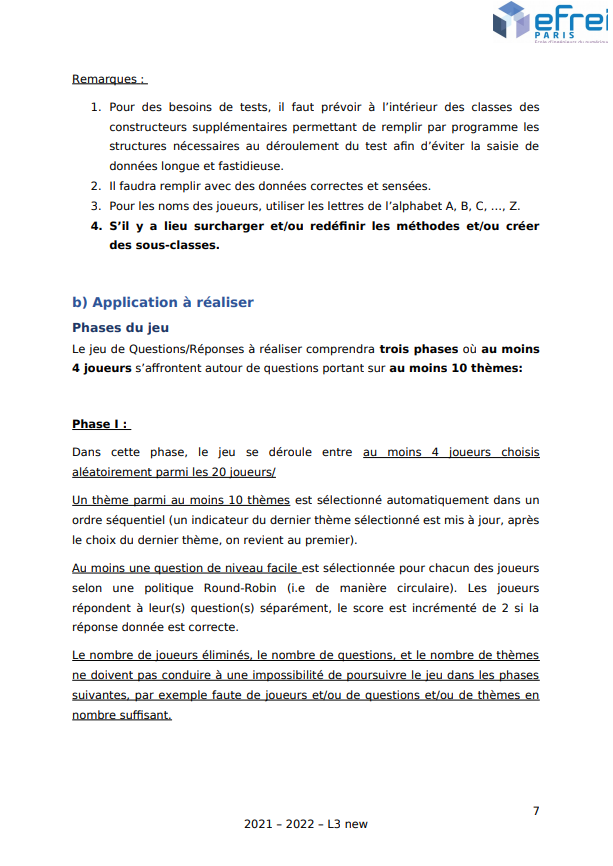 efrei
PARIS
Remarques :
1. Pour des besoins de tests, il faut prévoir à l’intérieur des classes des
constructeurs supplémentaires permettant de remplir par programme les
structures nécessaires au déroulement du test afin d’éviter la saisie de
données longue et fastidieuse.
2. Il faudra remplir avec des données correctes et sensées.
3. Pour les noms des joueurs, utiliser les lettres de l’alphabet A, B, C, …, Z.
4. S’il y a lieu surcharger et/ou redéfinir les méthodes et/ou créer
des sous-classes.
b) Application à réaliser
Phases du jeu
Le jeu de Questions/Réponses à réaliser comprendra trois phases où au moins
4 joueurs s’affrontent autour de questions portant sur au moins 10 thèmes:
Phase I :
Dans cette phase, le jeu se déroule entre au moins 4 joueurs choisis
aléatoirement parmi les 20 joueurs/
Un thème parmi au moins 10 thèmes est sélectionné automatiquement dans un
ordre séquentiel (un indicateur du dernier thème sélectionné est mis à jour, après
le choix du dernier thème, on revient au premier).
Au moins une question de niveau facile est sélectionnée pour chacun des joueurs
selon une politique Round-Robin (i.e de manière circulaire). Les joueurs
répondent à leur(s) question(s) séparément, le score est incrémenté de 2 si la
réponse donnée est correcte.
Le nombre de joueurs éliminés, le nombre de questions, et le nombre de thèmes
ne doivent pas conduire à une impossibilité de poursuivre le jeu dans les phases
suivantes, par exemple faute de joueurs et/ou de questions et/ou de thèmes en
nombre suffisant.
7
2021 – 2022 – L3 new